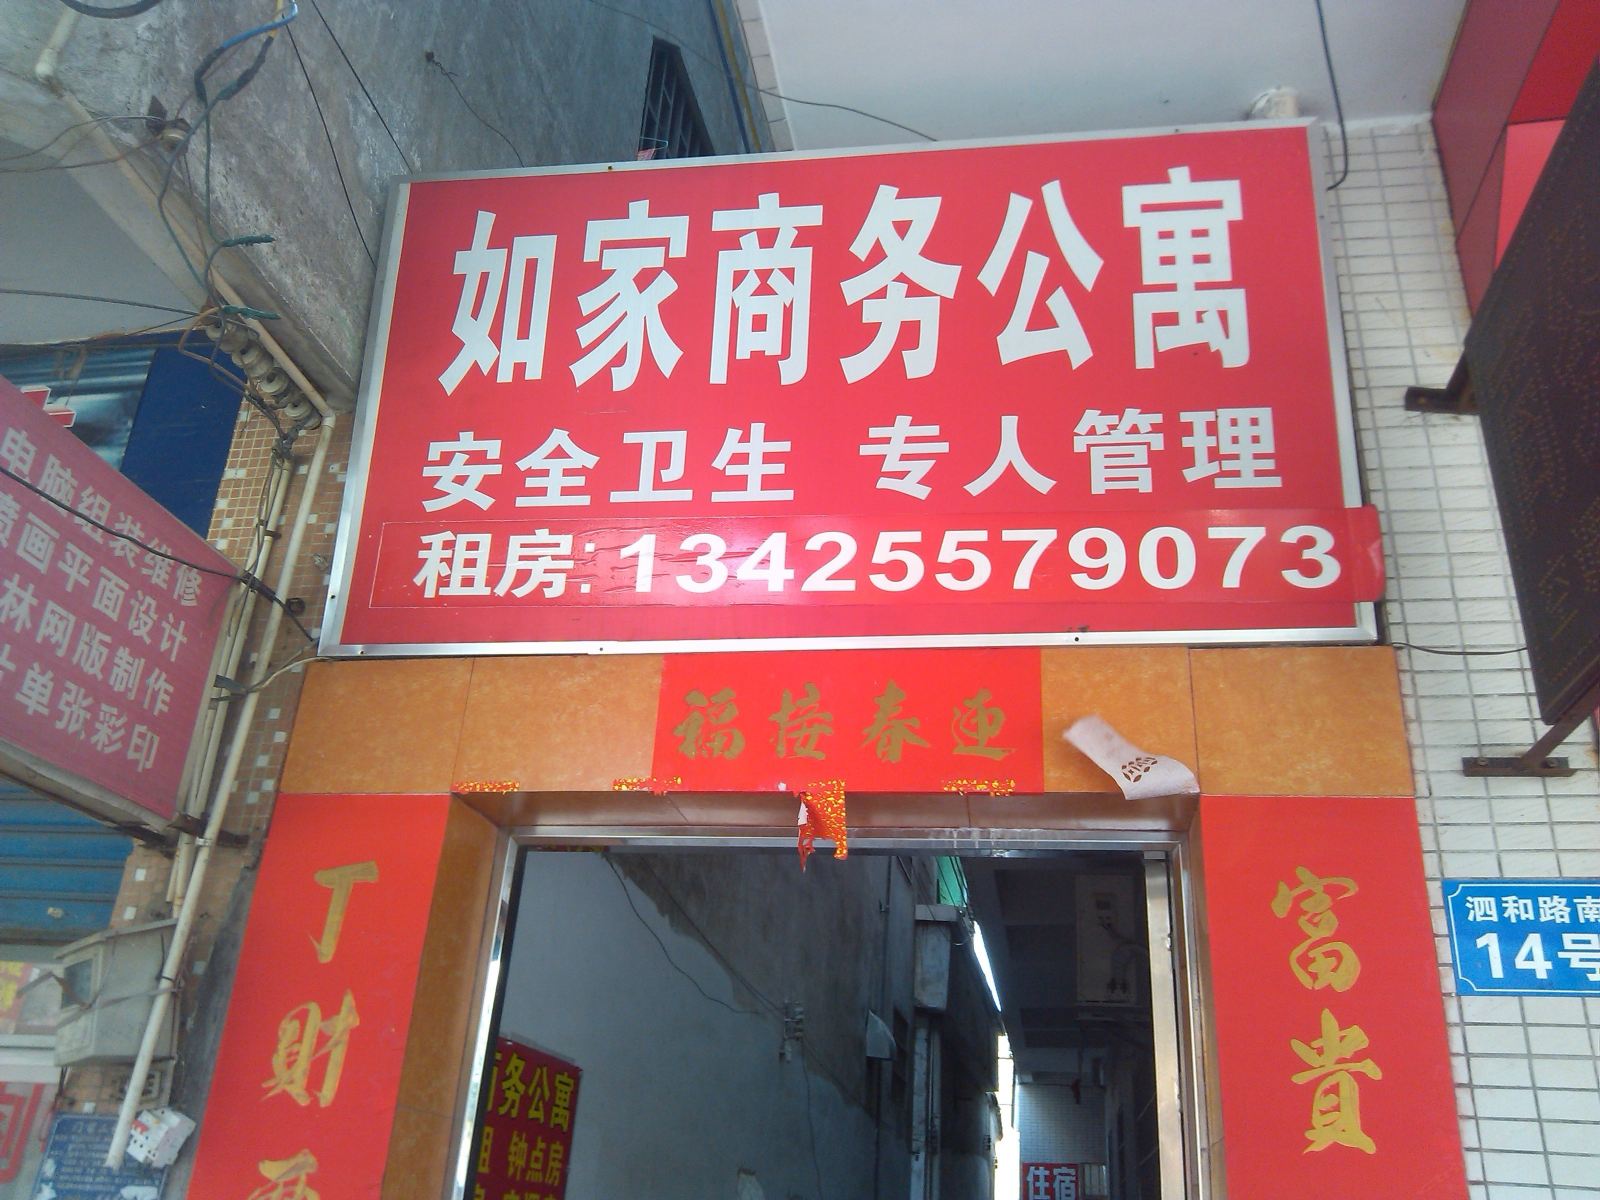 如家商务公寓
安全卫生 专人管理
租房:13425579073
电脑组装维修
喷画平面设计
林网版制作
单张彩印
福接春迎
丁财
富貴
泗和路南
14号
商务公寓
租 钟点房
住宿